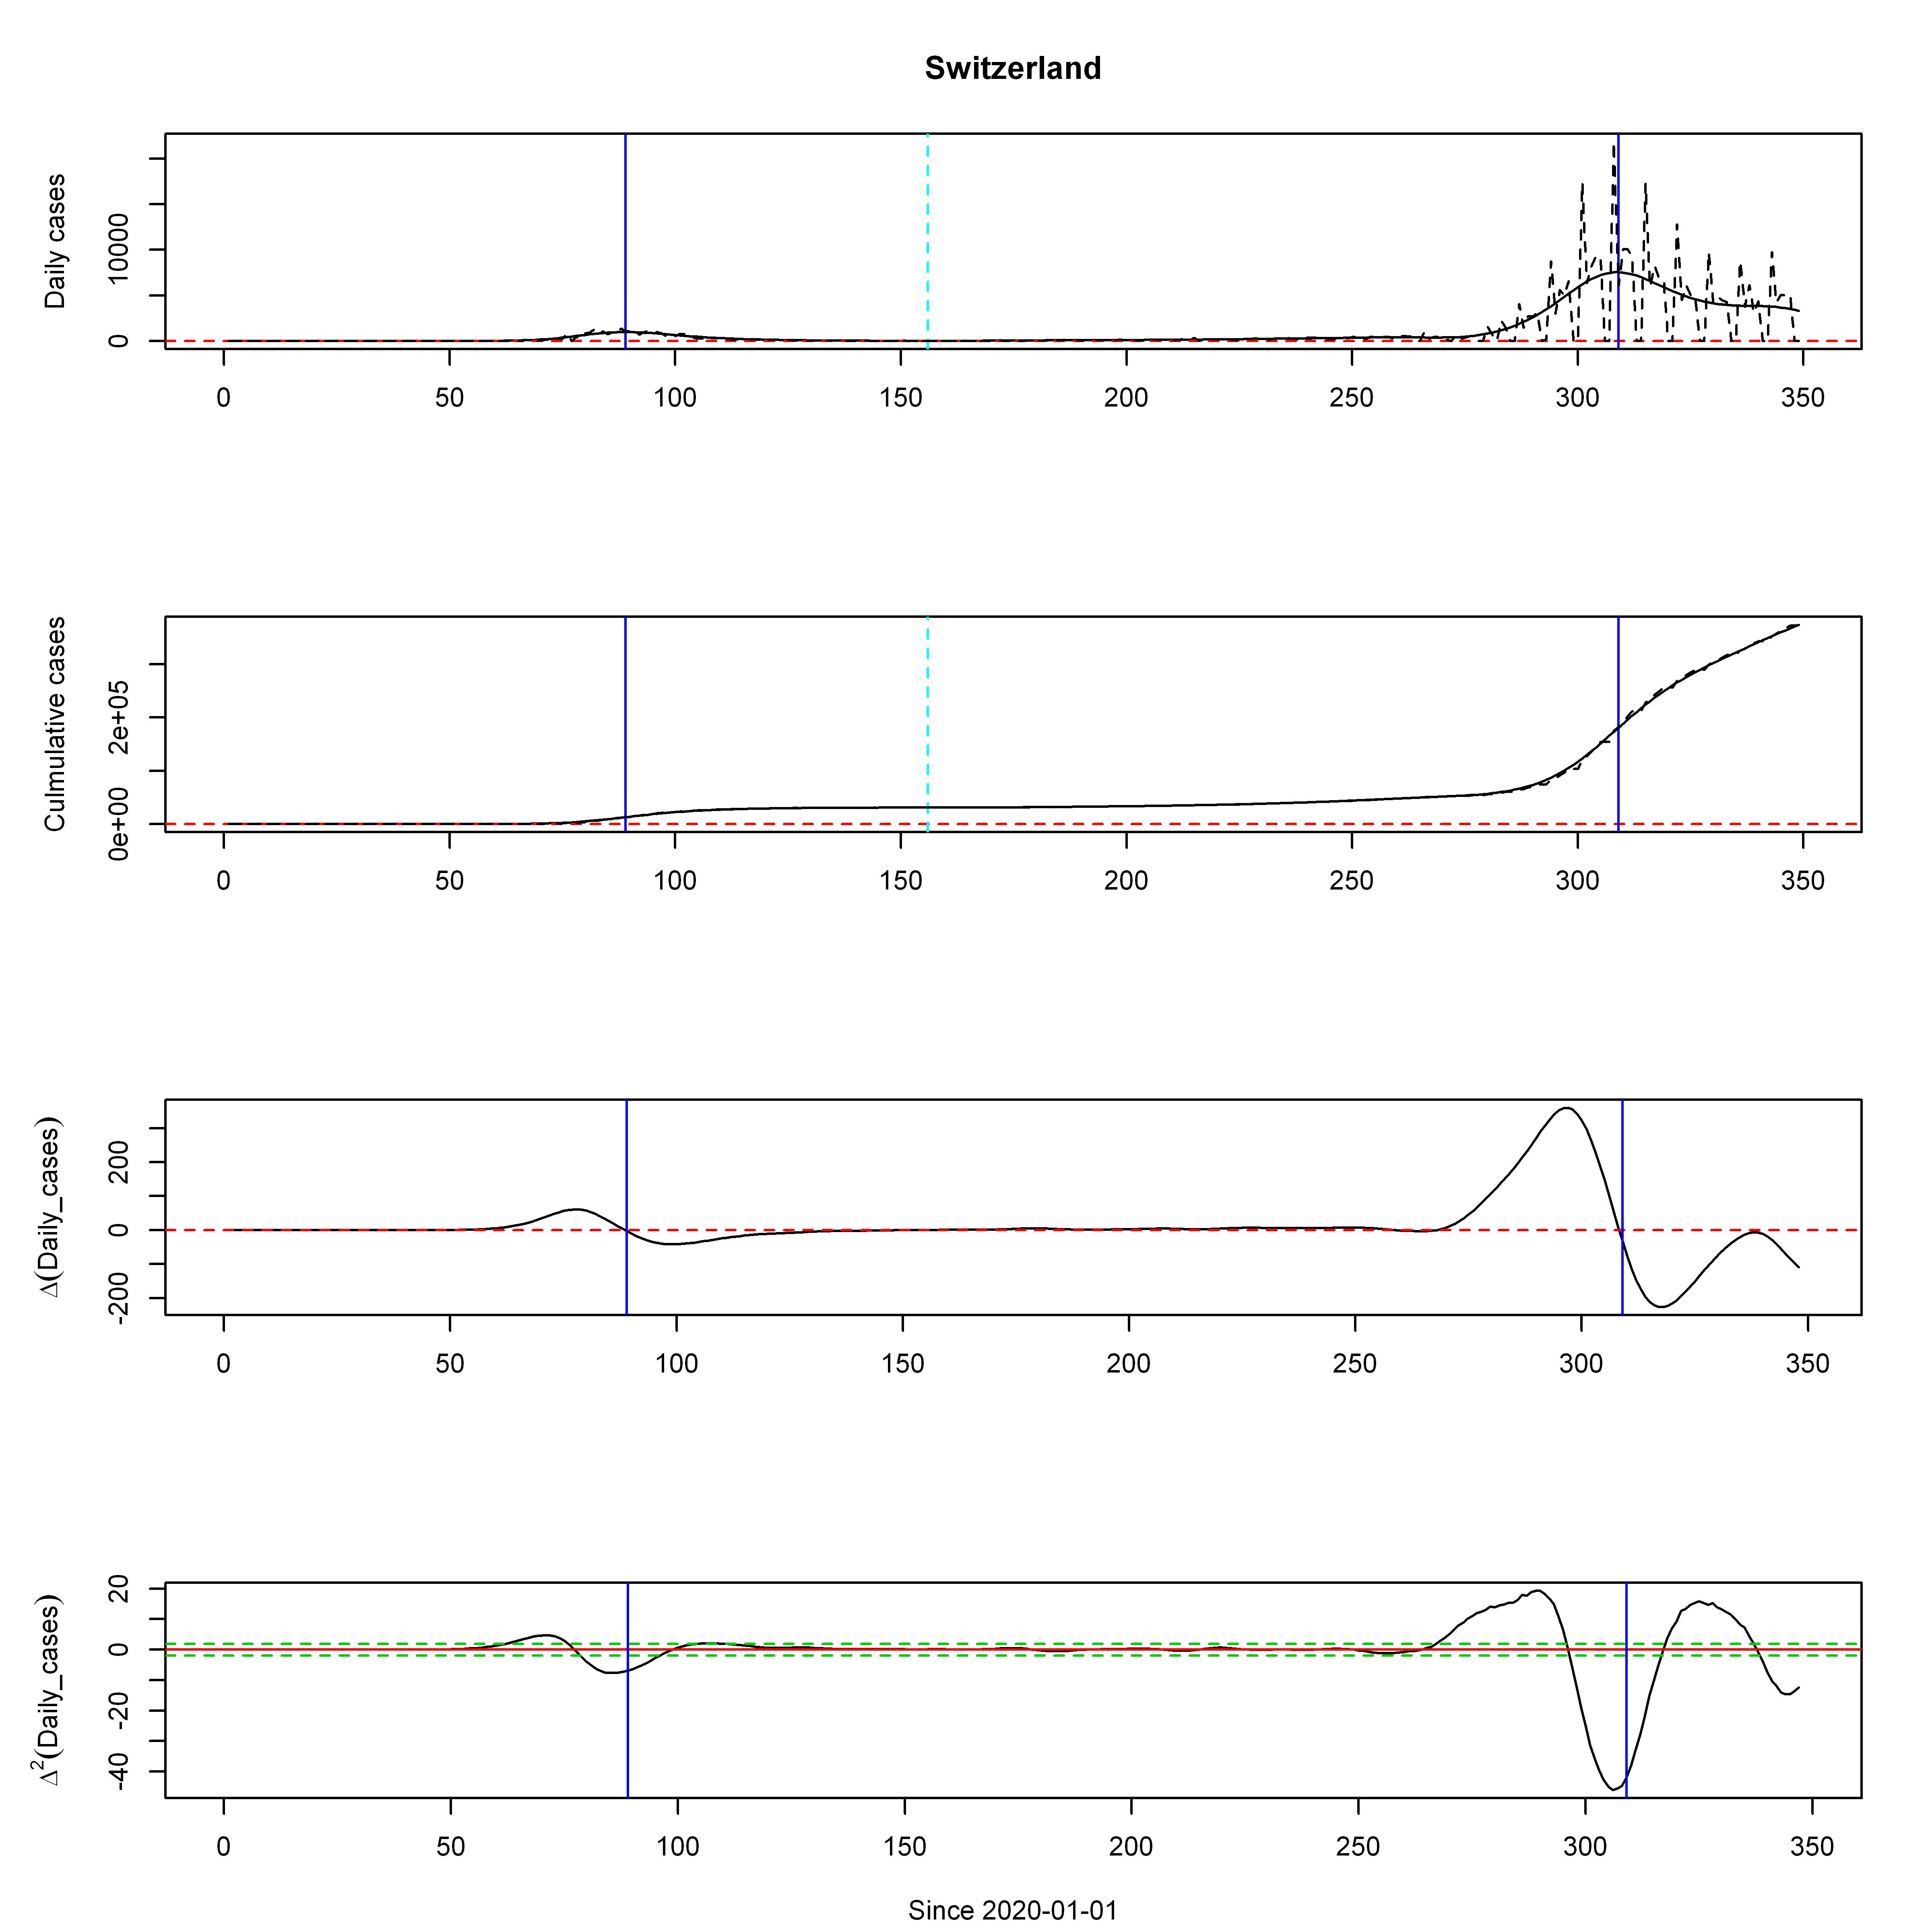 Switzerland
Daily cases
0 10000
0 50 100 150 200 250 300 350
Culmulative cases
0e+00 2e+05
0 50 100 150 200 250 300 350
Δ(Daily_cases)
-200 0 200
0 50 100 150 200 250 300 350
Δ²(Daily_cases)
-40 -20 0 20
0 50 100 150 200 250 300 350
Since 2020-01-01